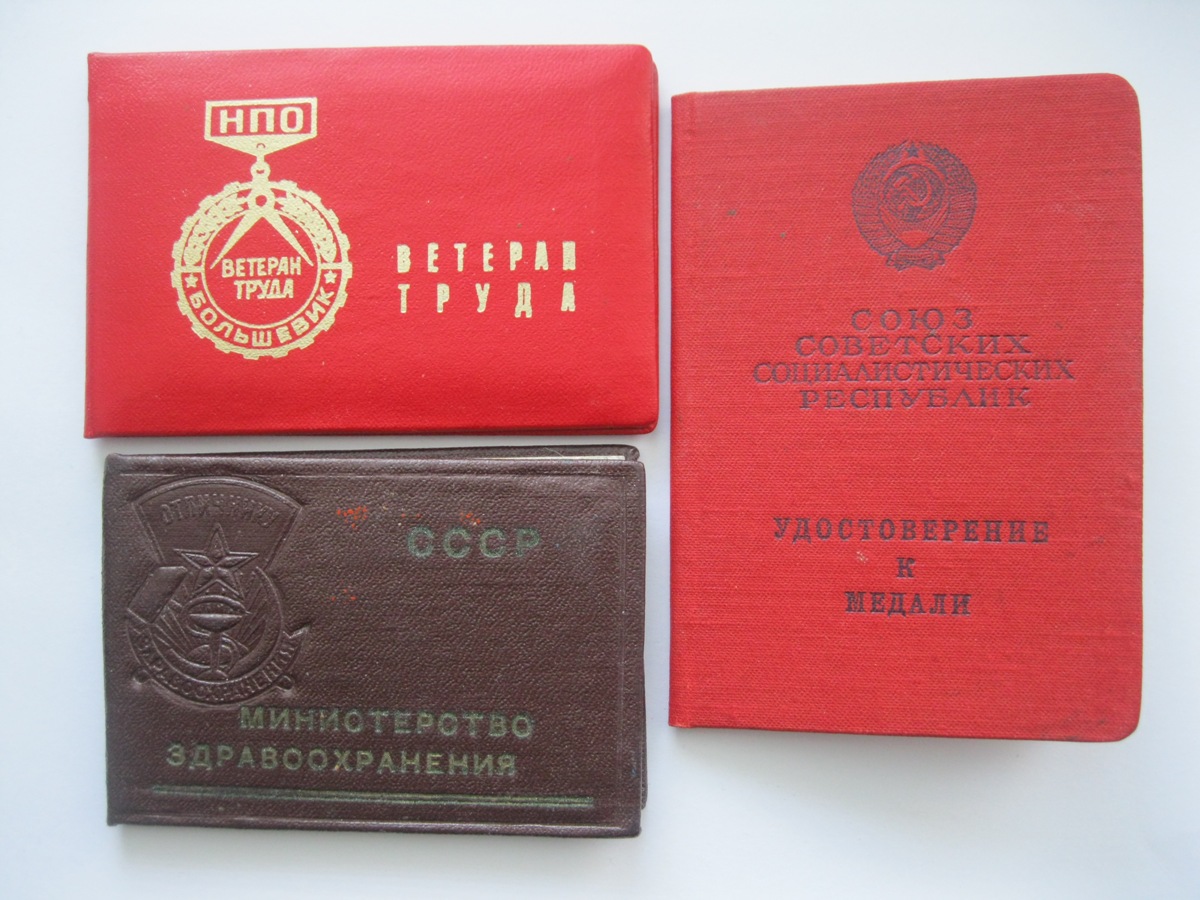 НПО
ВЕТЕРАН
ТРУДА
БОЛЬШЕВИК
ВЕТЕРАН
ТРУДА
СОЮЗ
СОВЕТСКИХ
СОЦИАЛИСТИЧЕСКИХ
РЕСПУБЛИК
УДОСТОВЕРЕНИЕ
К
МЕДАЛИ
ОТЛИЧНИКУ
ЗДРАВООХРАНЕНИЯ
СССР
МИНИСТЕРСТВО
ЗДРАВООХРАНЕНИЯ